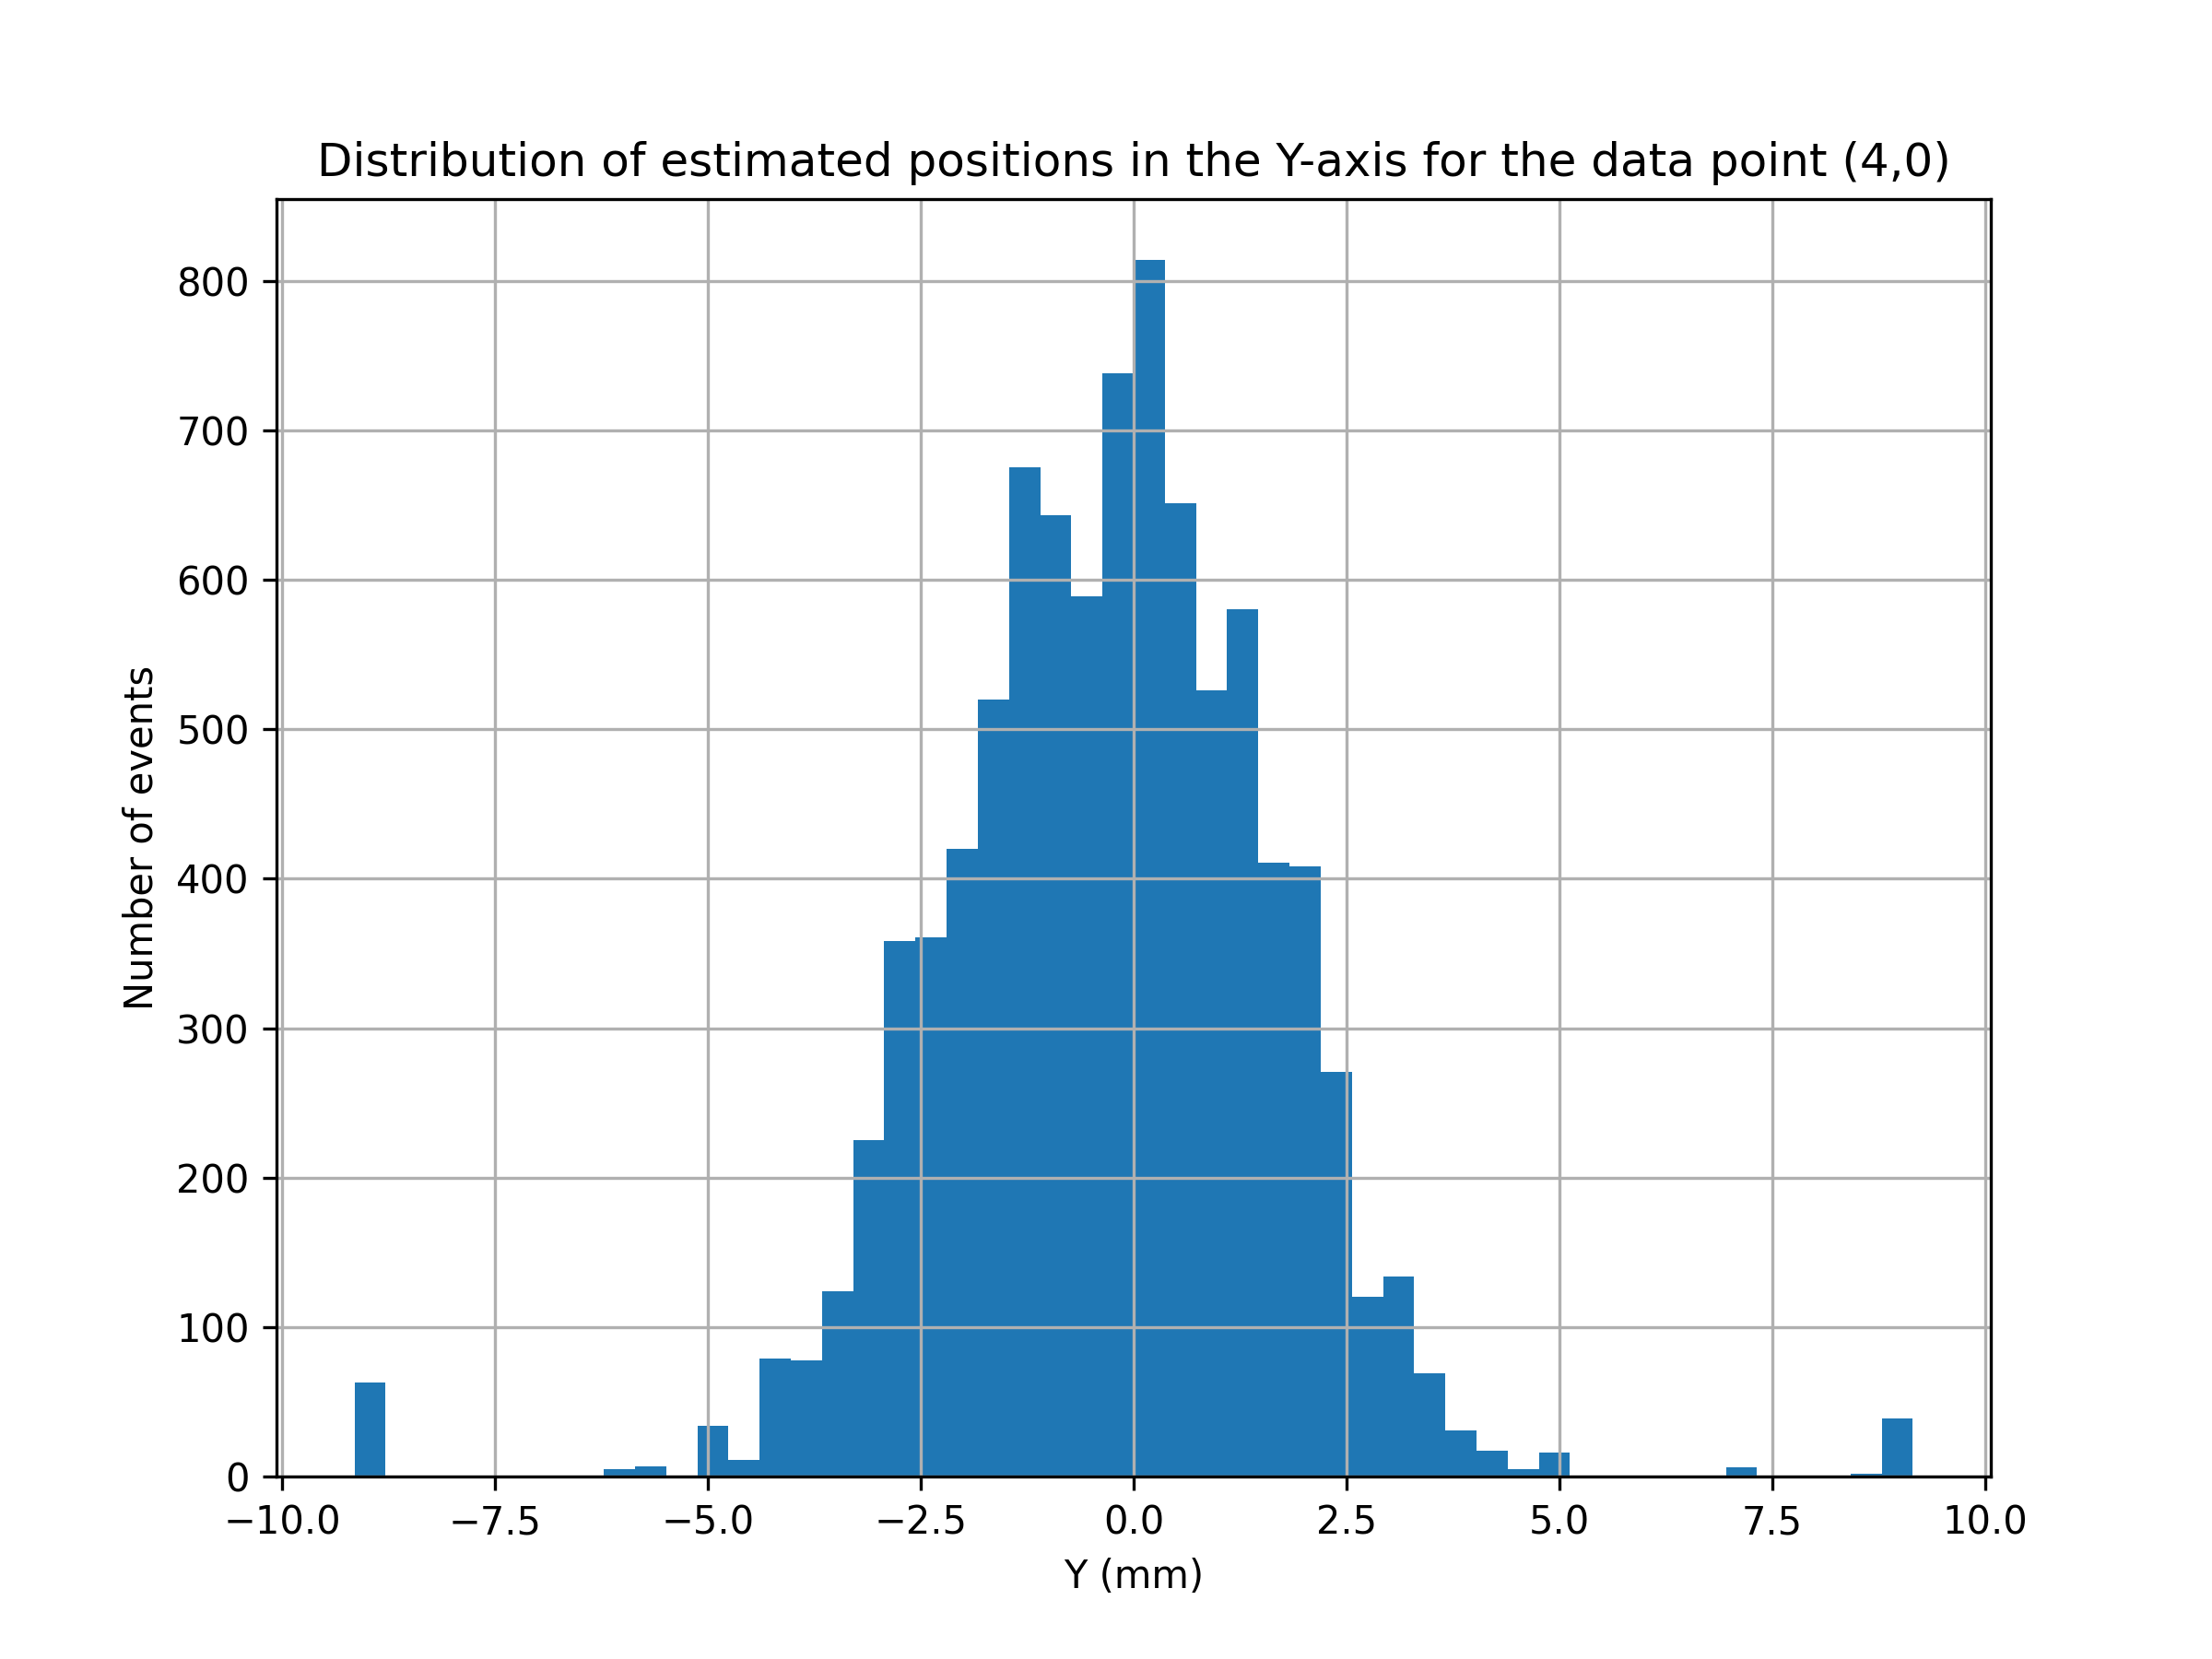 Distribution of estimated positions in the Y-axis for the data point (4,0)
800
700
600
500
400
300
200
100
0
Number of events
−10.0 −7.5 −5.0 −2.5 0.0 2.5 5.0 7.5 10.0
Y (mm)